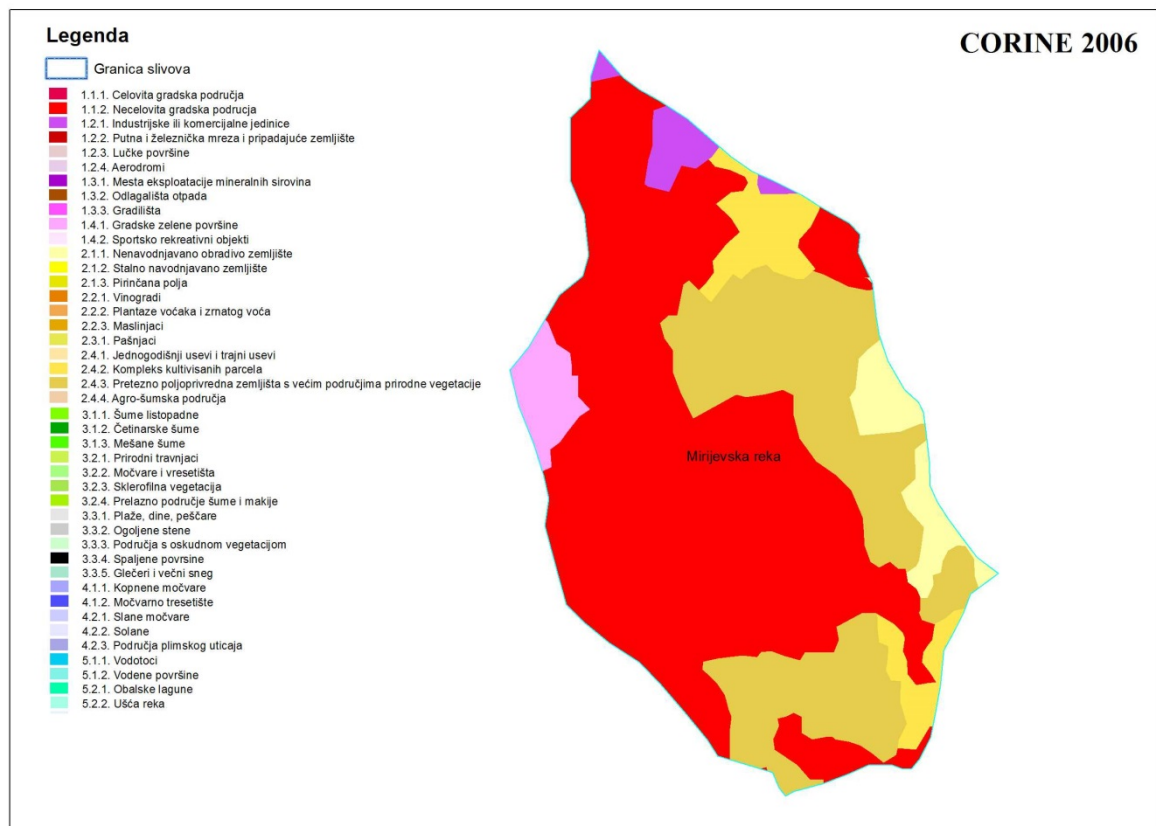 Legenda
CORINE 2006
Granica slivova
1.1.1. Celovita gradska područja
1.1.2. Necelovita gradska podrucja
1.2.1. Industrijske ili komercijalne jedinice
1.2.2. Putna i železnička mreza i pripadajuće zemljište
1.2.3. Lučke površine
1.2.4. Aerodromi
1.3.1. Mesta eksploatacije mineralnih sirovina
1.3.2. Odlagališta otpada
1.3.3. Gradilišta
1.4.1. Gradske zelene površine
1.4.2. Sportsko rekreativni objekti
2.1.1. Nenavodnjavano obradivo zemljište
2.1.2. Stalno navodnjavano zemljište
2.1.3. Pirinčana polja
2.2.1. Vinogradi
2.2.2. Plantaze voćaka i zrnatog voća
2.2.3. Maslinjaci
2.3.1. Pašnjaci
2.4.1. Jednogodišnji usevi i trajni usevi
2.4.2. Kompleks kultivisanih parcela
2.4.3. Pretezno poljoprivredna zemljišta s većim područjima prirodne vegetacije
2.4.4. Agro-šumska područja
3.1.1. Šume listopadne
3.1.2. Četinarske šume
3.1.3. Mešane šume
3.2.1. Prirodni travnjaci
3.2.2. Močvare i vresetišta
3.2.3. Sklerofilna vegetacija
3.2.4. Prelazno područje šume i makije
3.3.1. Plaže, dine, peščare
3.3.2. Ogoljene stene
3.3.3. Područja s oskudnom vegetacijom
3.3.4. Spaljene povrsine
3.3.5. Glečeri i večni sneg
4.1.1. Kopnene močvare
4.1.2. Močvarno tresetište
4.2.1. Slane močvare
4.2.2. Solane
4.2.3. Područja plimskog uticaja
5.1.1. Vodotoci
5.1.2. Vodene površine
5.2.1. Obalske lagune
5.2.2. Ušća reka
Mirijevska reka